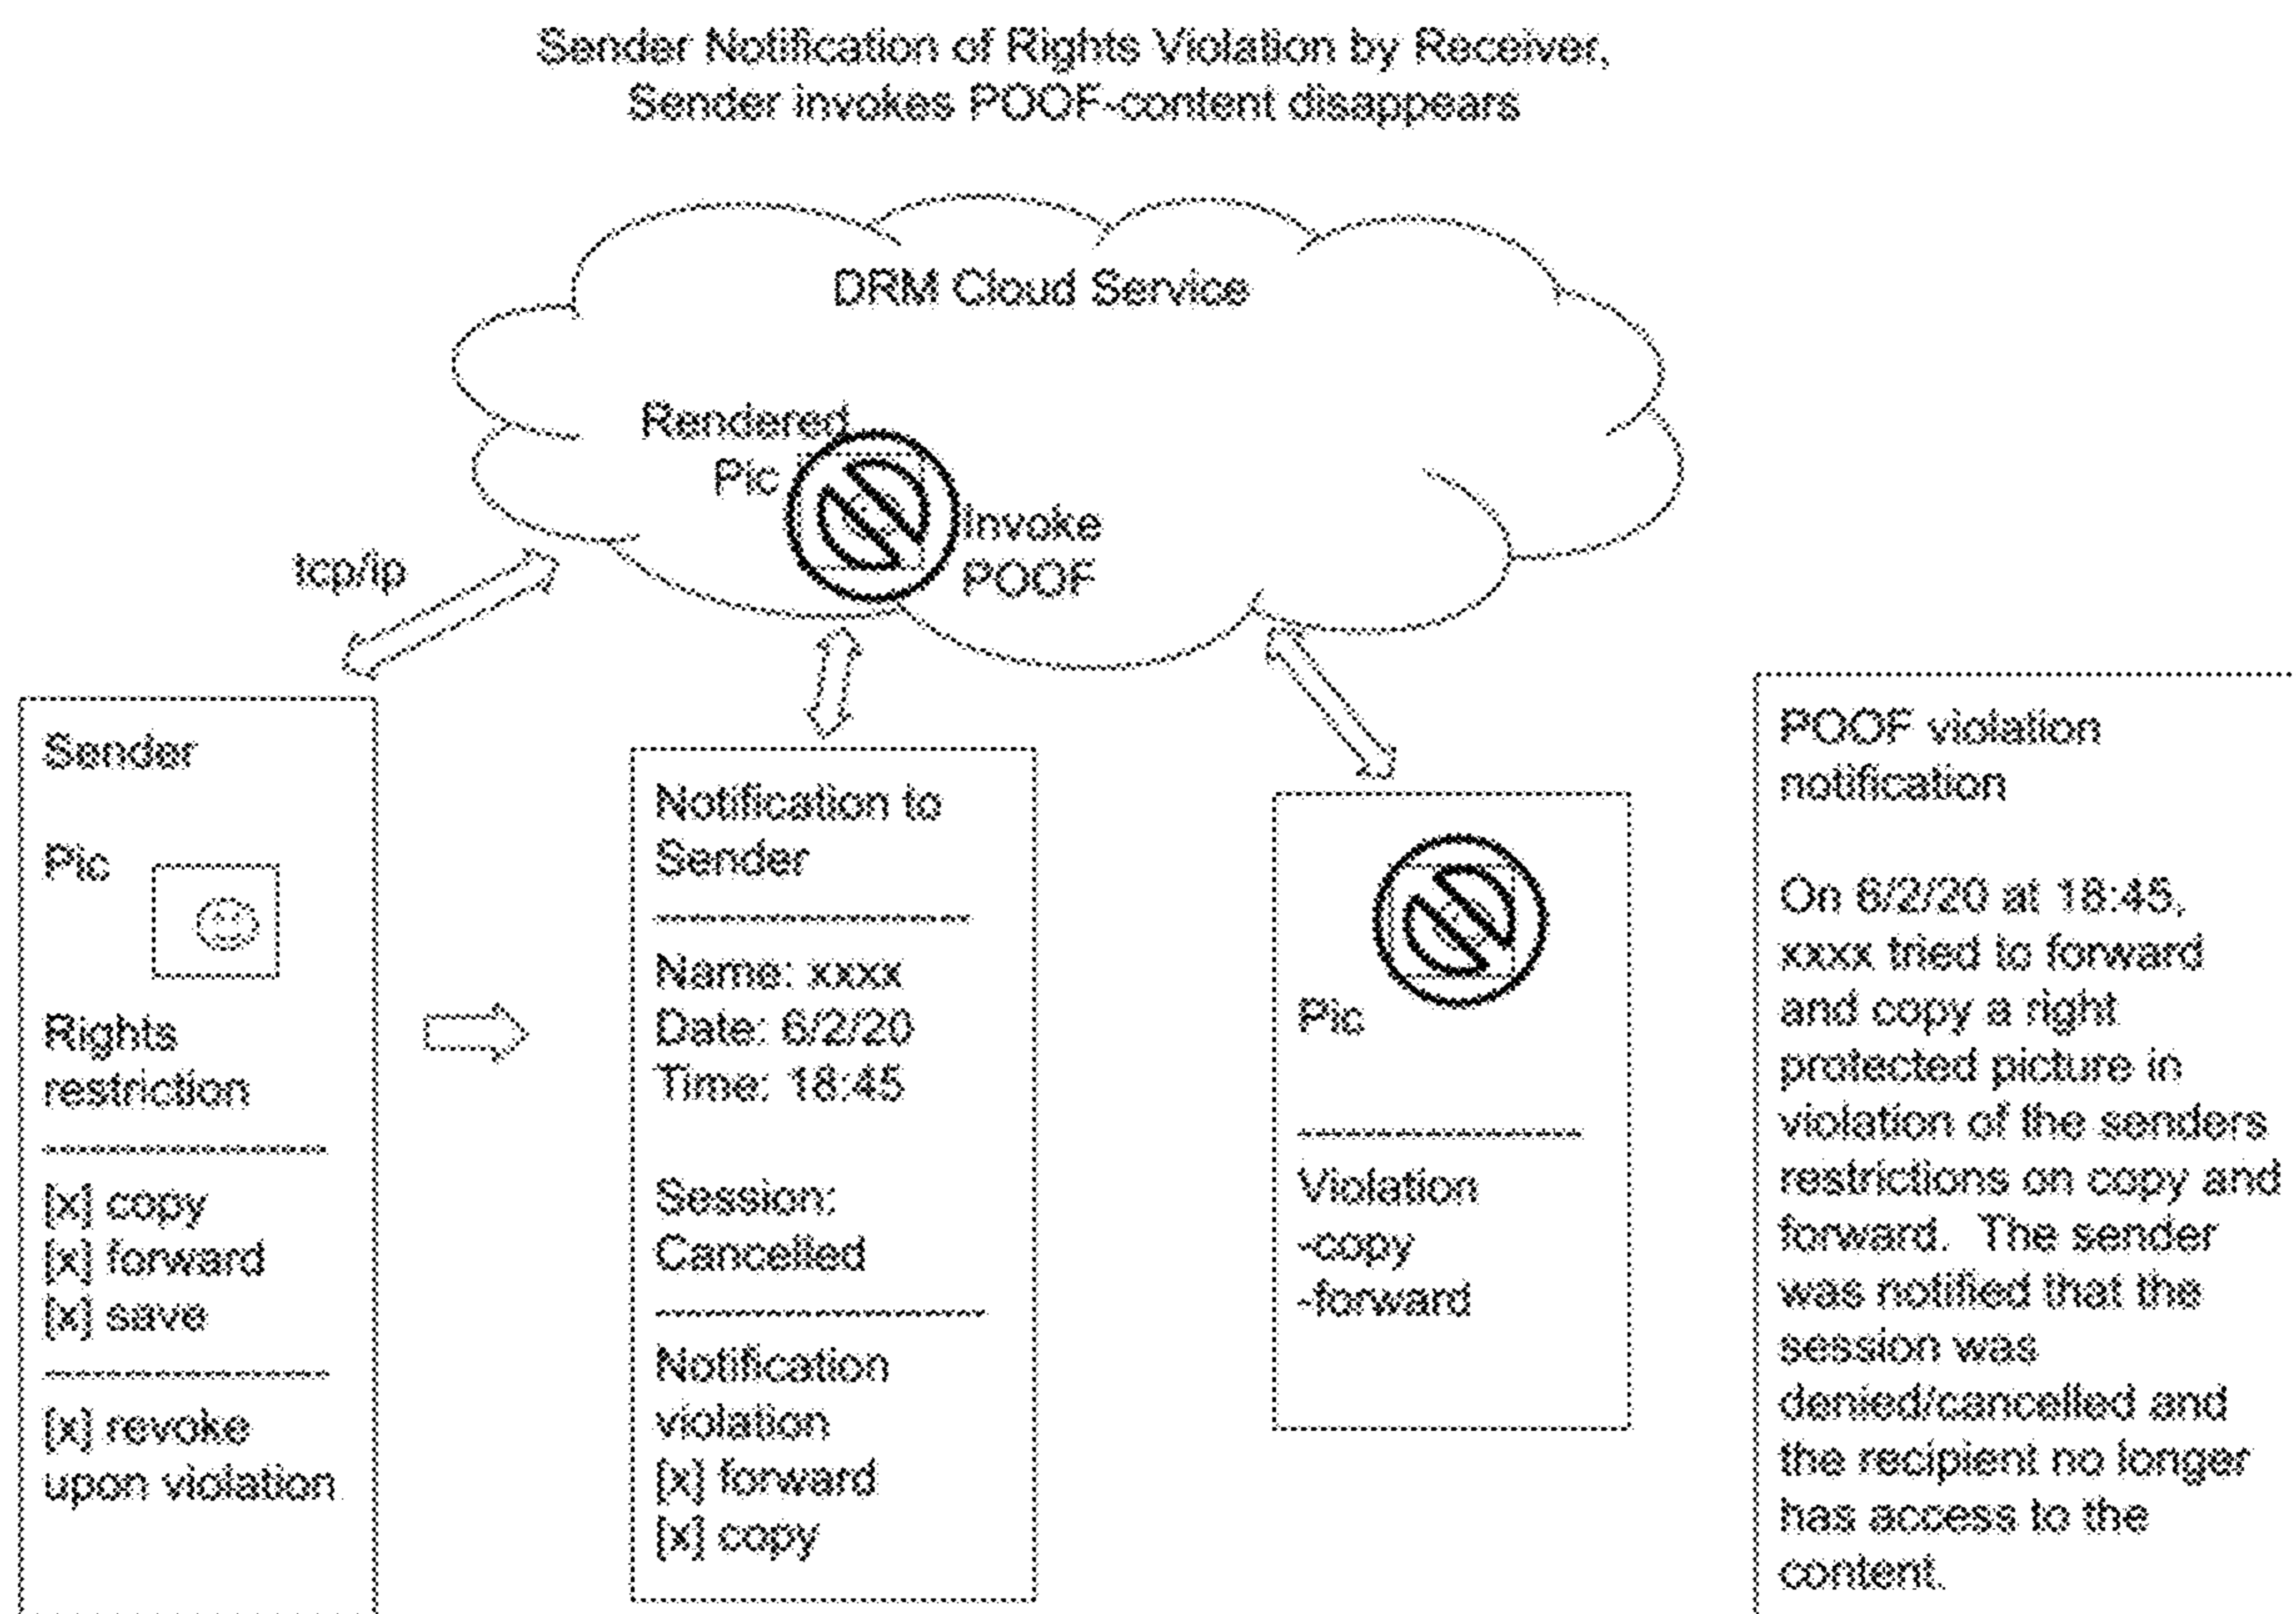 Sender Notification of Rights Violation by Receiver,
Sender invokes POOF-content disappears
DRM Cloud Service
Rendered
Pic
Invoke
POOF
tcp/ip
Sender
Pic
Rights
restriction
[x] copy
[x] forward
[x] save
[x] revoke
upon violation
Notification to
Sender
Name: xxxx
Date: 6/2/20
Time: 18:45
Session:
Cancelled
Notification
violation
[x] forward
[x] copy
Pic
Violation
-copy
-forward
POOF violation
notification
On 6/2/20 at 18:45,
xxxx tried to forward
and copy a right
protected picture in
violation of the senders
restrictions on copy and
forward. The sender
was notified that the
session was
denied/cancelled and
the recipient no longer
has access to the
content.